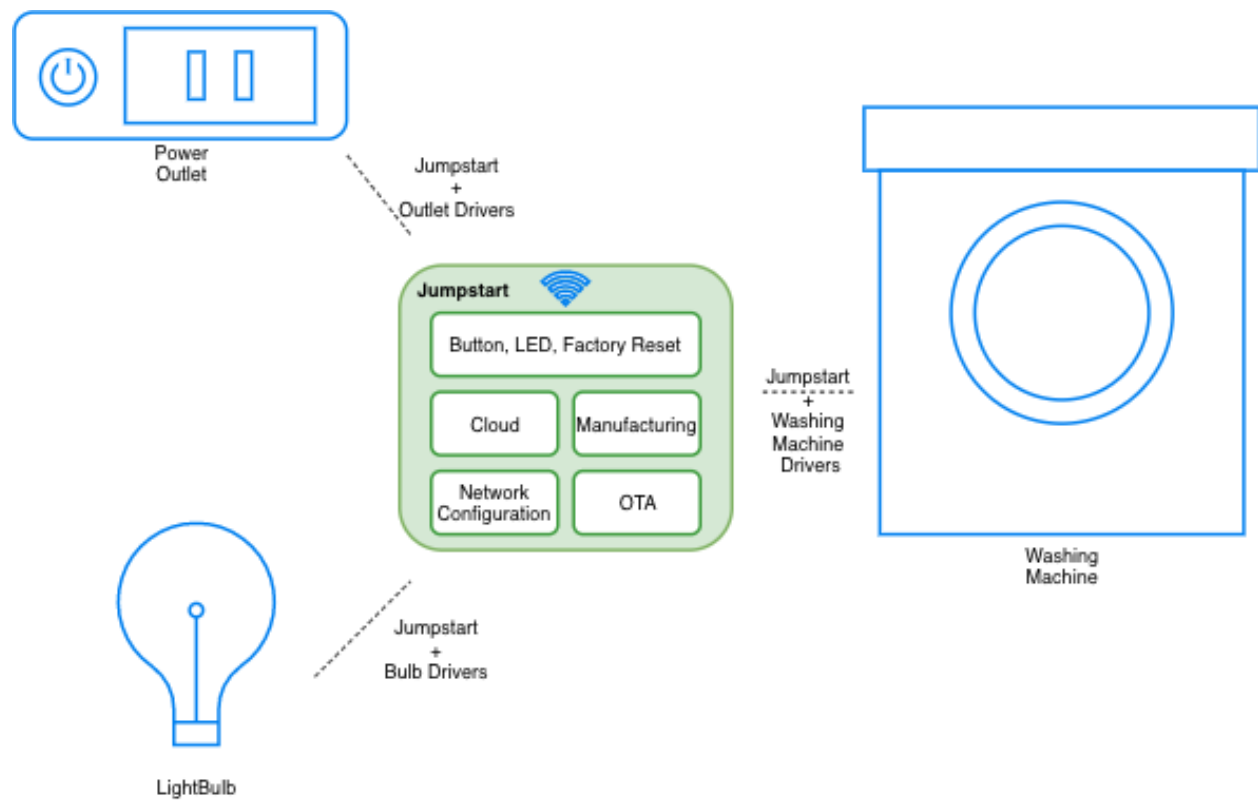 Power
Outlet
Jumpstart
+
Outlet Drivers
Jumpstart
Button, LED, Factory Reset
Cloud
Manufacturing
Network
Configuration
OTA
Jumpstart
+
Washing
Machine
Drivers
Washing
Machine
Jumpstart
+
Bulb Drivers
LightBulb